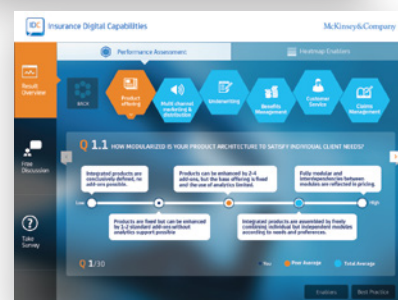 IDC Insurance Digital Capabilities
McKinsey&Company
Performance Assessment
Heatmap Enablers
Result
Overview
Free
Discussion
Take
Survey
BACK
Product
offering
Multi channel
marketing &
distribution
Underwriting
Benefits
Management
Customer
Service
Claims
Management
Q 1.1 HOW MODULARIZED IS YOUR PRODUCT ARCHITECTURE TO SATISFY INDIVIDUAL CLIENT NEEDS?
Integrated products are
conclusively defined, no
add-ons possible.
Products can be enhanced by 2-4
add-ons, but the base offering is fixed
and the use of analytics limited.
Fully modular and
interdependencies between
modules are reflected in pricing.
Low
High
Products are fixed but can be enhanced
by 1-2 standard add-ons without
analytics support possible
Integrated products are assembled by freely
combining individual but independent modules
according to needs and preferences.
Q 1/30
You
Peer Average
Total Average
Enablers
Best Practice